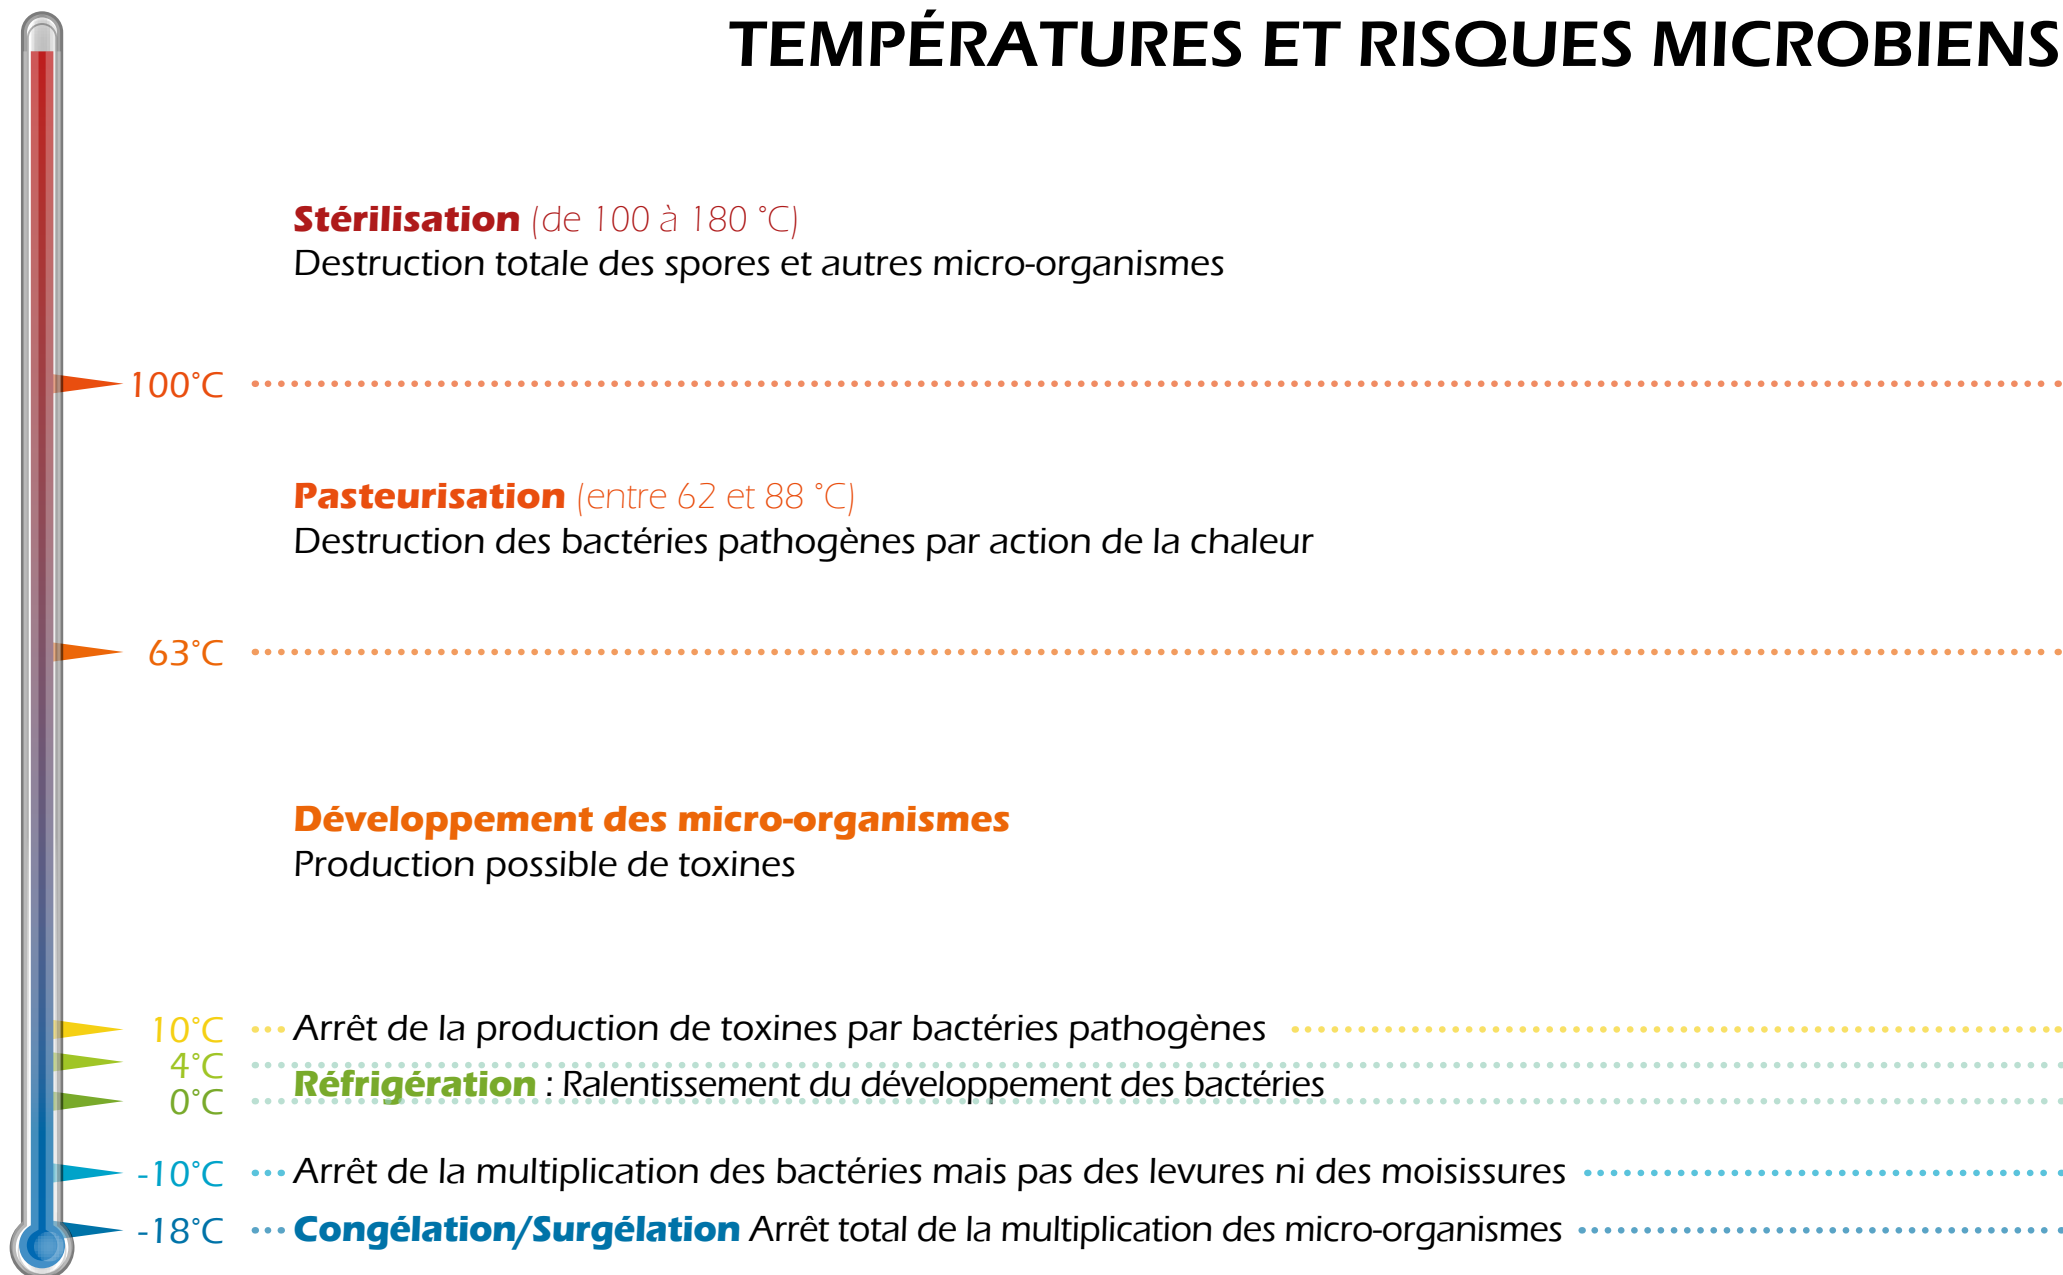 TEMPÉRATURES ET RISQUES MICROBIENS
Stérilisation (de 100 à 180 °C)
Destruction totale des spores et autres micro-organismes
100°C
Pasteurisation (entre 62 et 88 °C)
Destruction des bactéries pathogènes par action de la chaleur
63°C
Développement des micro-organismes
Production possible de toxines
10°C Arrêt de la production de toxines par bactéries pathogènes
4°C
Réfrigération : Ralentissement du développement des bactéries
0°C
-10°C Arrêt de la multiplication des bactéries mais pas des levures ni des moisissures
-18°C Congélation/Surgélation Arrêt total de la multiplication des micro-organismes